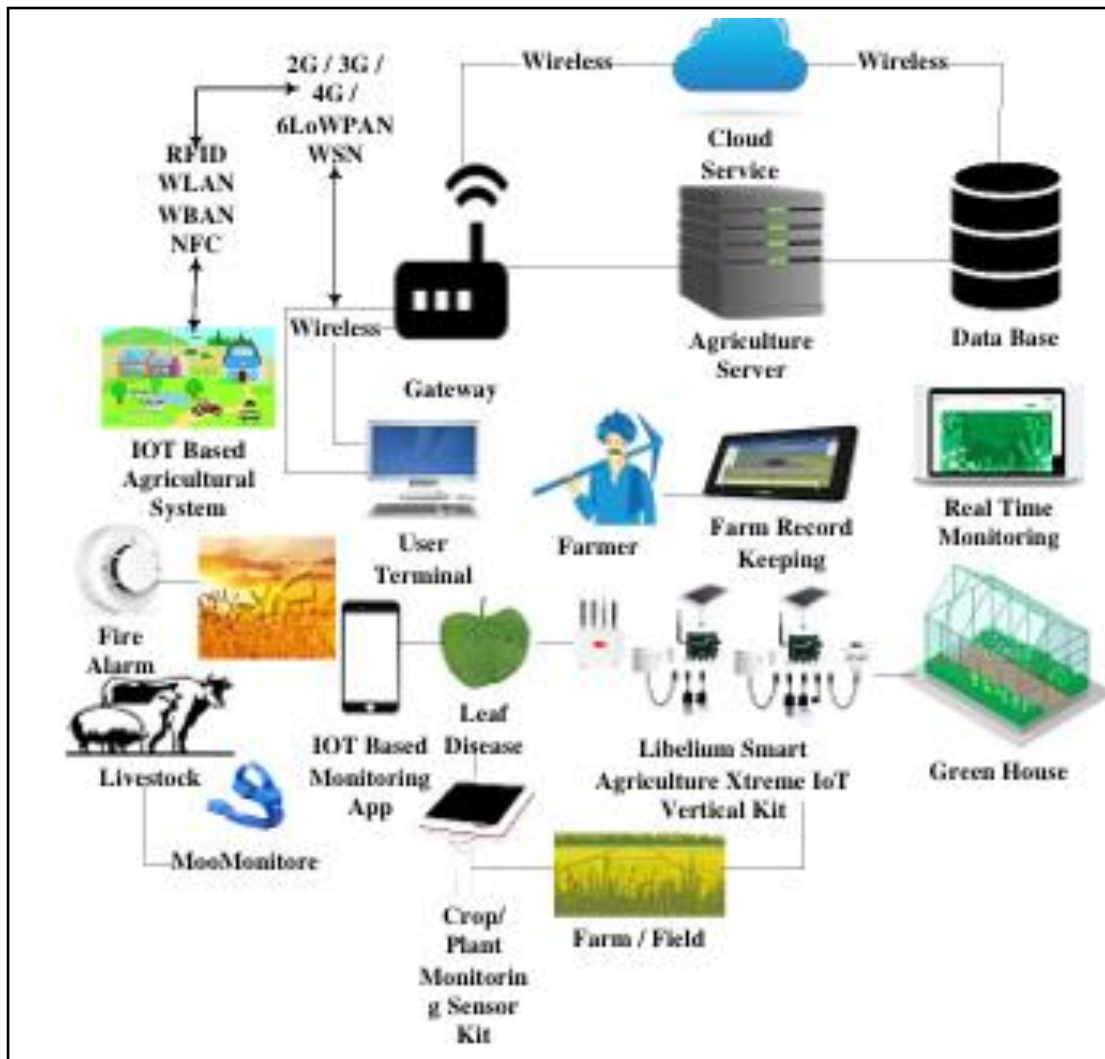 2G / 3G /
4G /
6LoWPAN
WSN
Wireless
Wireless
Cloud
Service
RFID
WLAN
WBAN
NFC
Wireless
Gateway
Agriculture
Server
Data Base
IOT Based
Agricultural
System
User
Terminal
Farmer
Farm Record
Keeping
Real Time
Monitoring
Fire
Alarm
Livestock
MooMonitore
IOT Based
Monitoring
App
Leaf
Disease
Libelium Smart
Agriculture Xtreme IoT
Vertical Kit
Green House
Crop/
Plant
Monitorin
g Sensor
Kit
Farm / Field